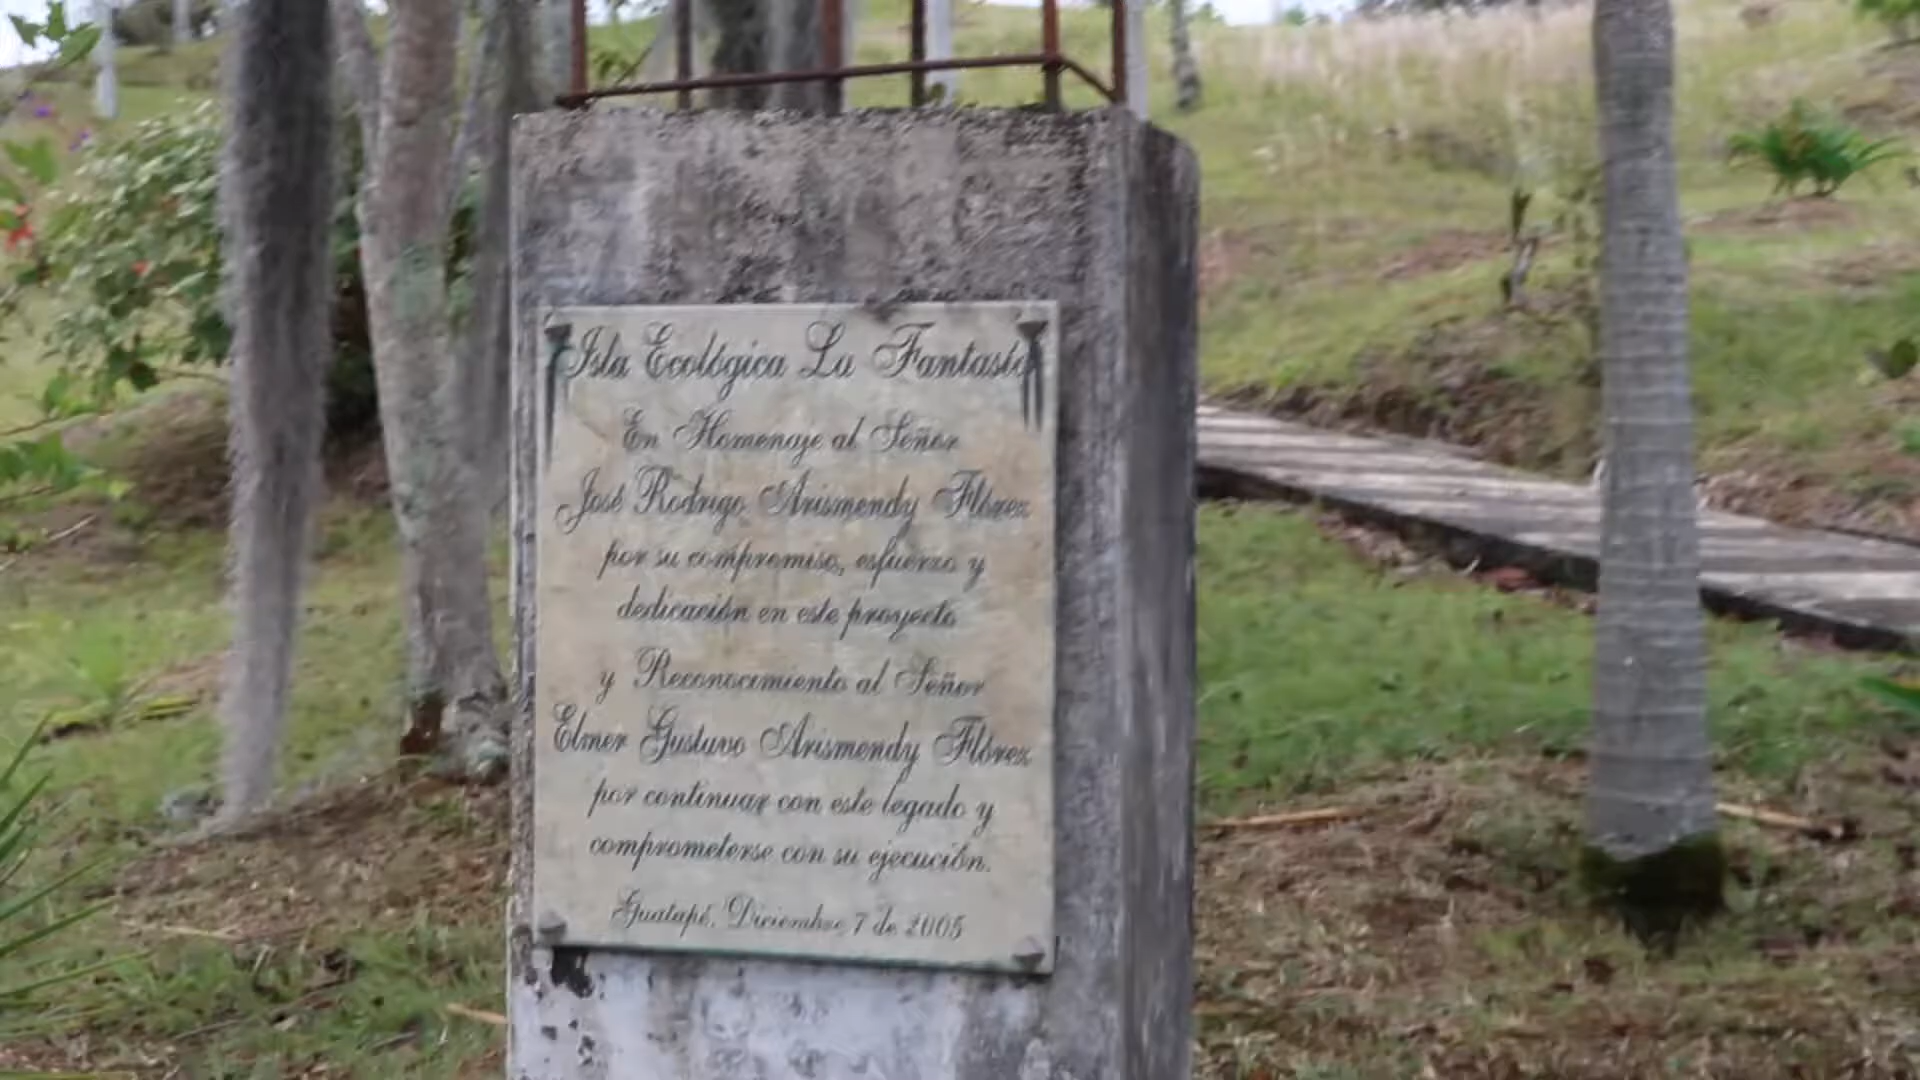 Isla Ecológica La Fantasía
En Homenaje al Señor
José Rodrigo Arismendy Flórez
por su compromiso, esfuerzo y
dedicación en este proyecto
y Reconocimiento al Señor
Elmer Gustavo Arismendy Flórez
por continuar con este legado y
comprometerse con su ejecución.
Guatapé, Diciembre 7 de 2005